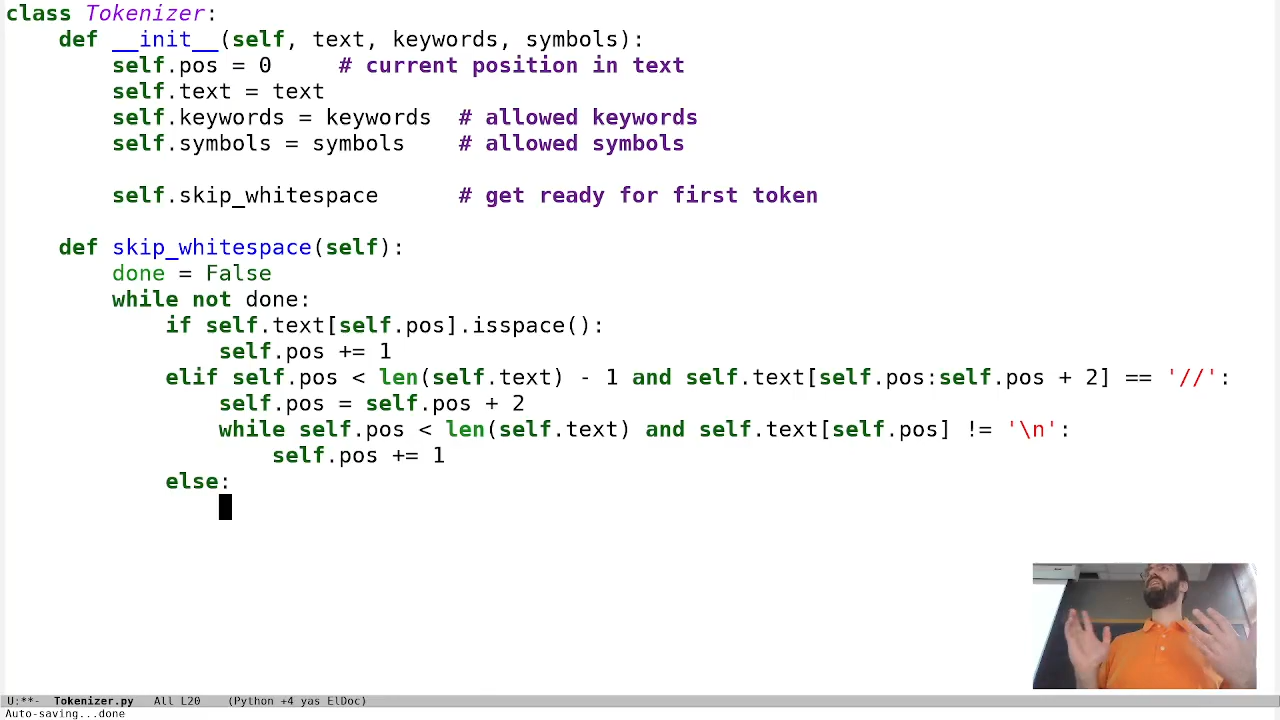 class Tokenizer:
    def __init__(self, text, keywords, symbols):
        self.pos = 0     # current position in text
        self.text = text
        self.keywords = keywords  # allowed keywords
        self.symbols = symbols    # allowed symbols

        self.skip_whitespace      # get ready for first token

    def skip_whitespace(self):
        done = False
        while not done:
            if self.text[self.pos].isspace():
                self.pos += 1
            elif self.pos < len(self.text) - 1 and self.text[self.pos:self.pos + 2] == '//':
                self.pos = self.pos + 2
                while self.pos < len(self.text) and self.text[self.pos] != '\n':
                    self.pos += 1
            else:
U:**-  Tokenizer.py   All L20    (Python +4 yas ElDoc)
Auto-saving...done